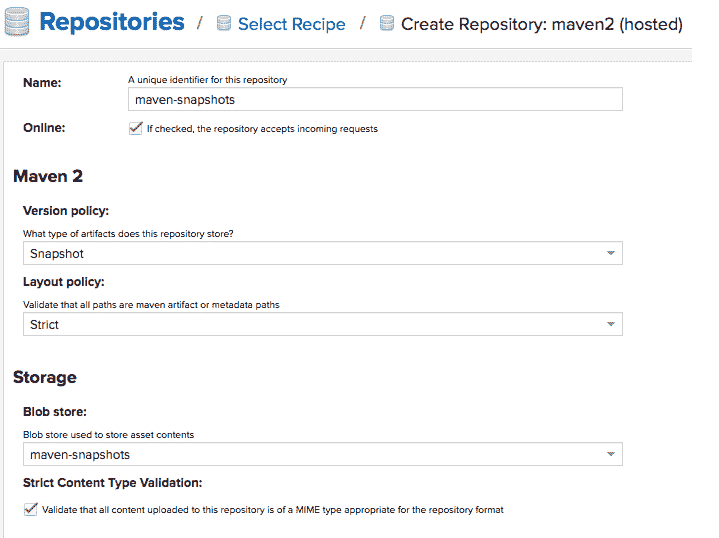 Repositories / Select Recipe / Create Repository: maven2 (hosted)
Name:
A unique identifier for this repository
maven-snapshots
Online:
If checked, the repository accepts incoming requests
Maven 2
Version policy:
What type of artifacts does this repository store?
Snapshot
Layout policy:
Validate that all paths are maven artifact or metadata paths
Strict
Storage
Blob store:
Blob store used to store asset contents
maven-snapshots
Strict Content Type Validation:
Validate that all content uploaded to this repository is of a MIME type appropriate for the repository format